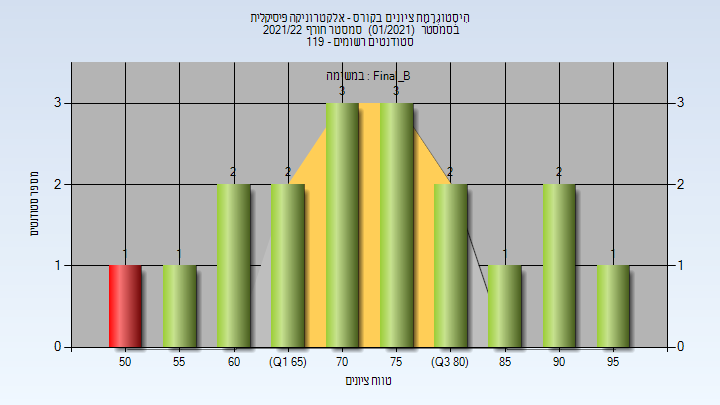 היסטוגרמת ציונים בקורס - אלקטרוניקה פיסיקלית
בסמסטר (01/2021) סמסטר חורף 2021/22
סטודנטים רשומים - 119
במשימה : Final_B
3 3
3 3
2 2 2 2
2 2
1 1 1 1
1 1
0 0
50 55 60 (Q1 65) 70 75 (Q3 80) 85 90 95
טווח ציונים
מספר סטודנטים